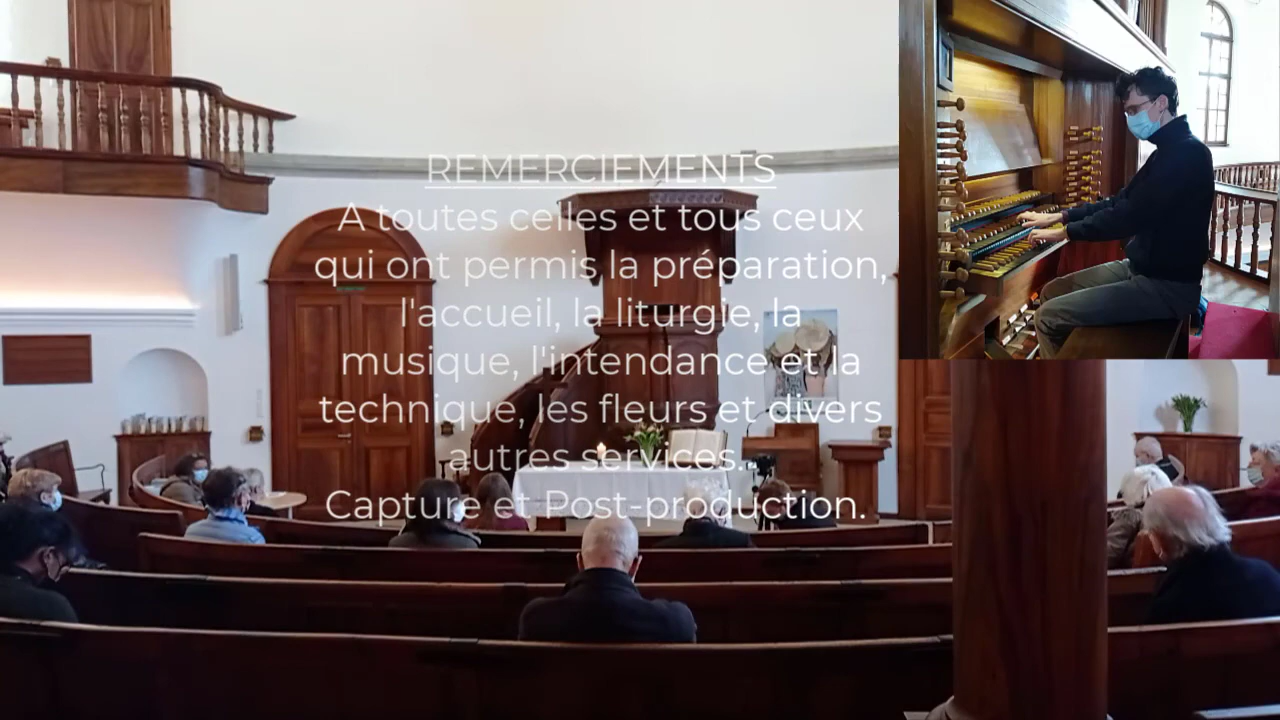 REMERCIEMENTS
A toutes celles et tous ceux
qui ont permis la préparation,
l'accueil, la liturgie, la
musique, l'intendance et la
technique, les fleurs et divers
autres services...
Capture et Post-production.